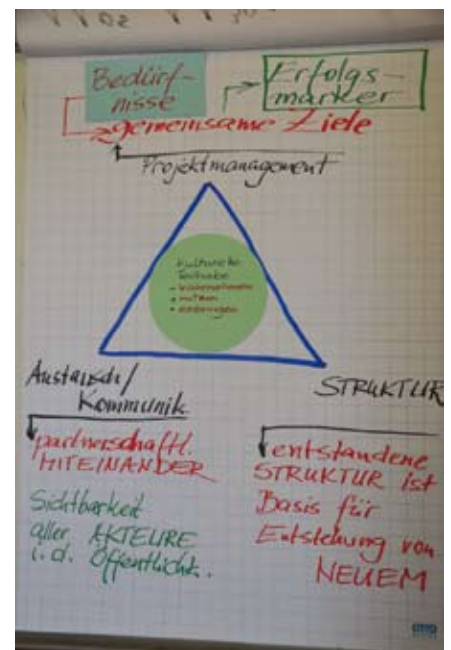 Bedürf-
nisse
Erfolgs-
marker
gemeinsame Ziele
Projektmanagement
Kulturelle
Austausch/
Kommunik.
partnerschaftl.
MITEINANDER
Sichtbarkeit
aller AKTEURE
i.d. Öffentlichk.
STRUKTUR
entstandene
STRUKTUR ist
Basis für
Entstehung von
NEUEM